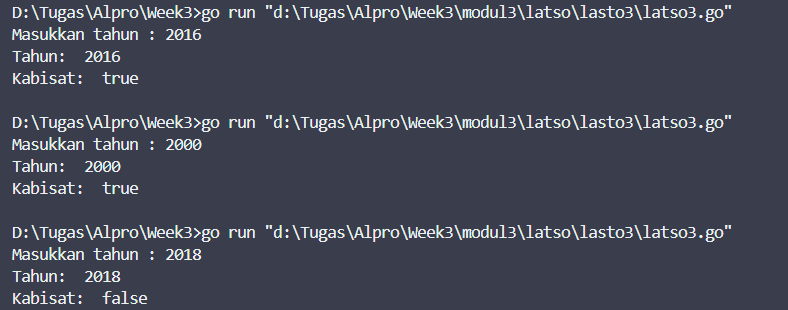 D:\Tugas\Alpro\Week3>go run "d:\Tugas\Alpro\Week3\modul3\latso\lasto3\latso3.go"
Masukkan tahun : 2016
Tahun:  2016
Kabisat:  true
D:\Tugas\Alpro\Week3>go run "d:\Tugas\Alpro\Week3\modul3\latso\lasto3\latso3.go"
Masukkan tahun : 2000
Tahun:  2000
Kabisat:  true
D:\Tugas\Alpro\Week3>go run "d:\Tugas\Alpro\Week3\modul3\latso\lasto3\latso3.go"
Masukkan tahun : 2018
Tahun:  2018
Kabisat:  false